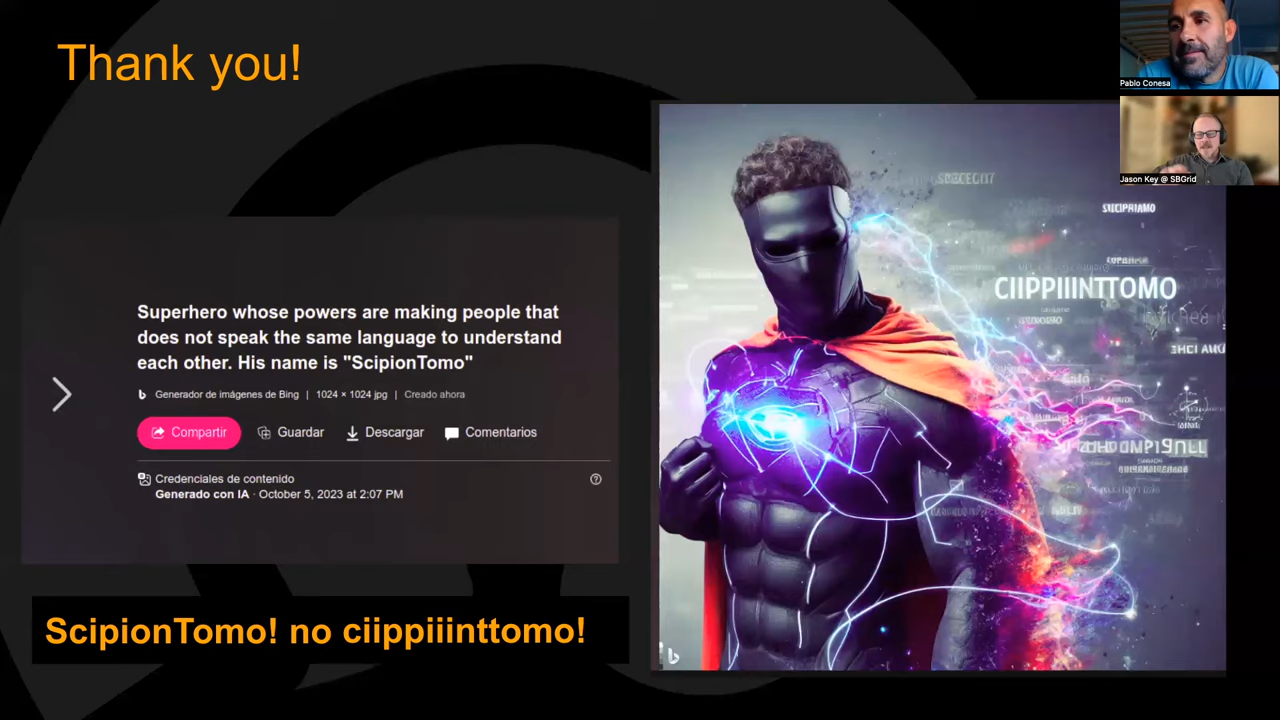 Thank you!
Pablo Conesa
Jason Key @ SBGrid
Superhero whose powers are making people that
does not speak the same language to understand
each other. His name is "ScipionTomo"
Generador de imágenes de Bing | 1024 × 1024 jpg | Creado ahora
Compartir Guardar Descargar Comentarios
Credenciales de contenido
Generado con IA · October 5, 2023 at 2:07 PM
ScipionTomo! no ciippiiinttomo!
CIIPPIIINTTOMO